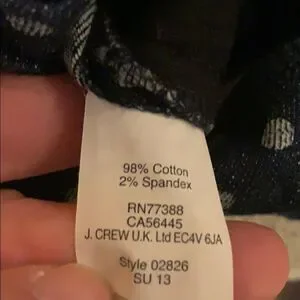 98% Cotton
2% Spandex
RN77388
CA56445
J. CREW U.K. Ltd EC4V 6JA
Style 02826
SU 13